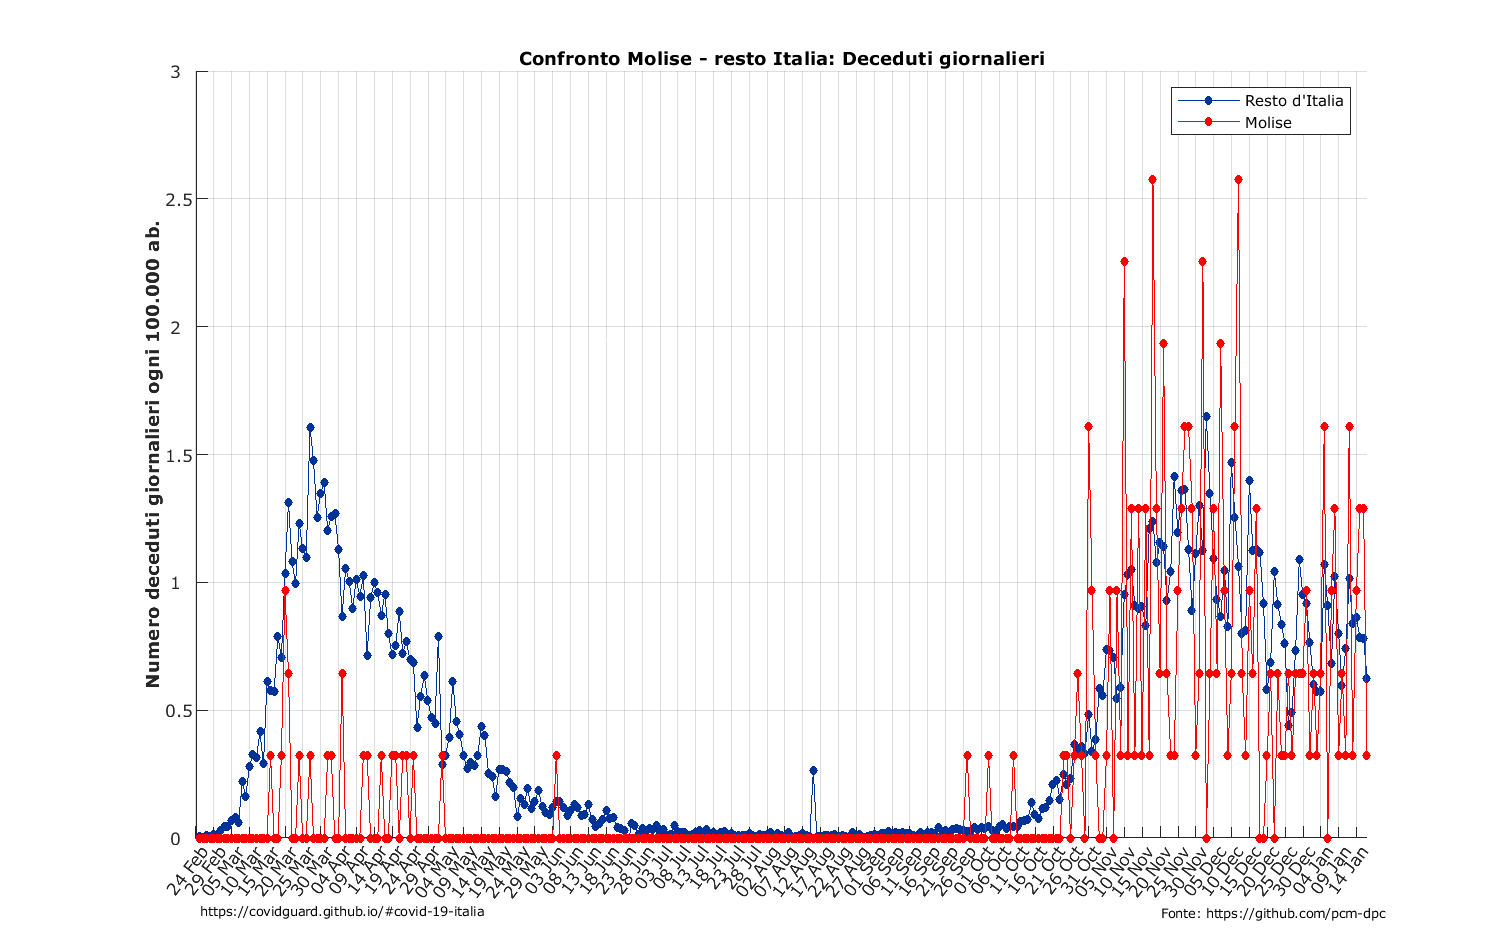 Confronto Molise - resto Italia: Deceduti giornalieri
Resto d'Italia
Molise
Numero deceduti giornalieri ogni 100.000 ab.
3
2.5
2
1.5
1
0.5
0
24 Feb
29 Feb
05 Mar
10 Mar
15 Mar
20 Mar
25 Mar
30 Mar
04 Apr
09 Apr
14 Apr
19 Apr
24 Apr
29 Apr
04 May
09 May
14 May
19 May
24 May
29 May
03 Jun
08 Jun
13 Jun
18 Jun
23 Jun
28 Jun
03 Jul
08 Jul
13 Jul
18 Jul
23 Jul
28 Jul
02 Aug
07 Aug
12 Aug
17 Aug
22 Aug
27 Aug
01 Sep
06 Sep
11 Sep
16 Sep
21 Sep
26 Sep
01 Oct
06 Oct
11 Oct
16 Oct
21 Oct
26 Oct
31 Oct
05 Nov
10 Nov
15 Nov
20 Nov
25 Nov
30 Nov
05 Dec
10 Dec
15 Dec
20 Dec
25 Dec
30 Dec
04 Jan
09 Jan
14 Jan
https://covidguard.github.io/#covid-19-italia
Fonte: https://github.com/pcm-dpc